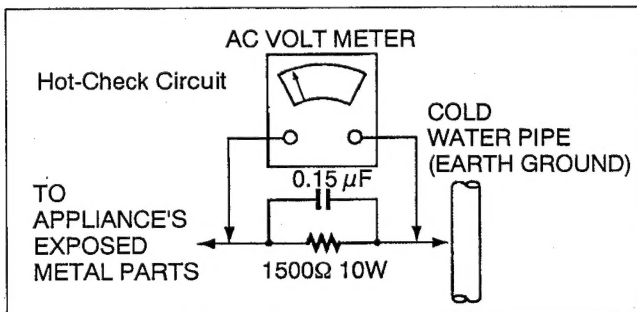 AC VOLT METER
Hot-Check Circuit
COLD
WATER PIPE
(EARTH GROUND)
0.15 µF
TO
APPLIANCE'S
EXPOSED
METAL PARTS
1500Ω 10W